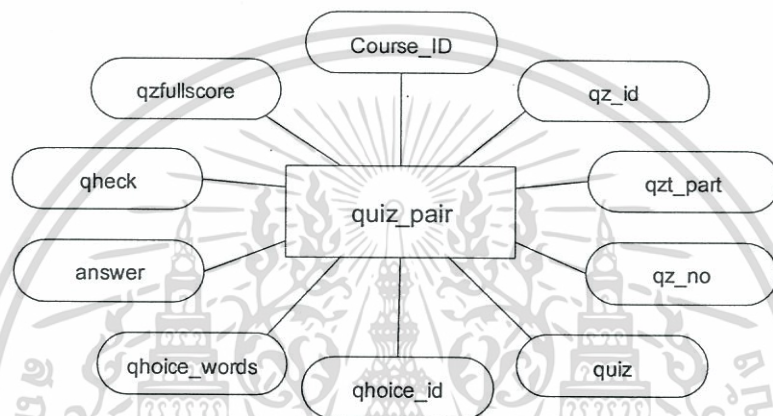 Course_ID
qzfullscore
qz_id
qheck
qzt_part
quiz_pair
answer
qz_no
qhoice_words
quiz
qhoice_id